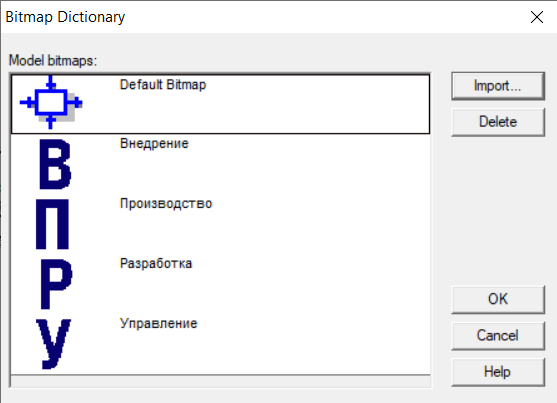 Bitmap Dictionary
Model bitmaps:
Default Bitmap
В Внедрение
П Производство
Р Разработка
У Управление
Import...
Delete
OK
Cancel
Help